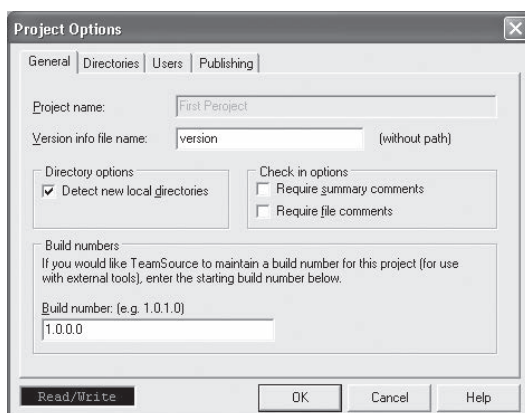 Project Options
General Directories Users Publishing
Project name: First Peroject
Version info file name: version (without path)
Directory options
Detect new local directories
Check in options
Require summary comments
Require file comments
Build numbers
If you would like TeamSource to maintain a build number for this project (for use
with external tools), enter the starting build number below.
Build number: (e.g. 1.0.1.0)
1.0.0.0
Read/Write OK Cancel Help